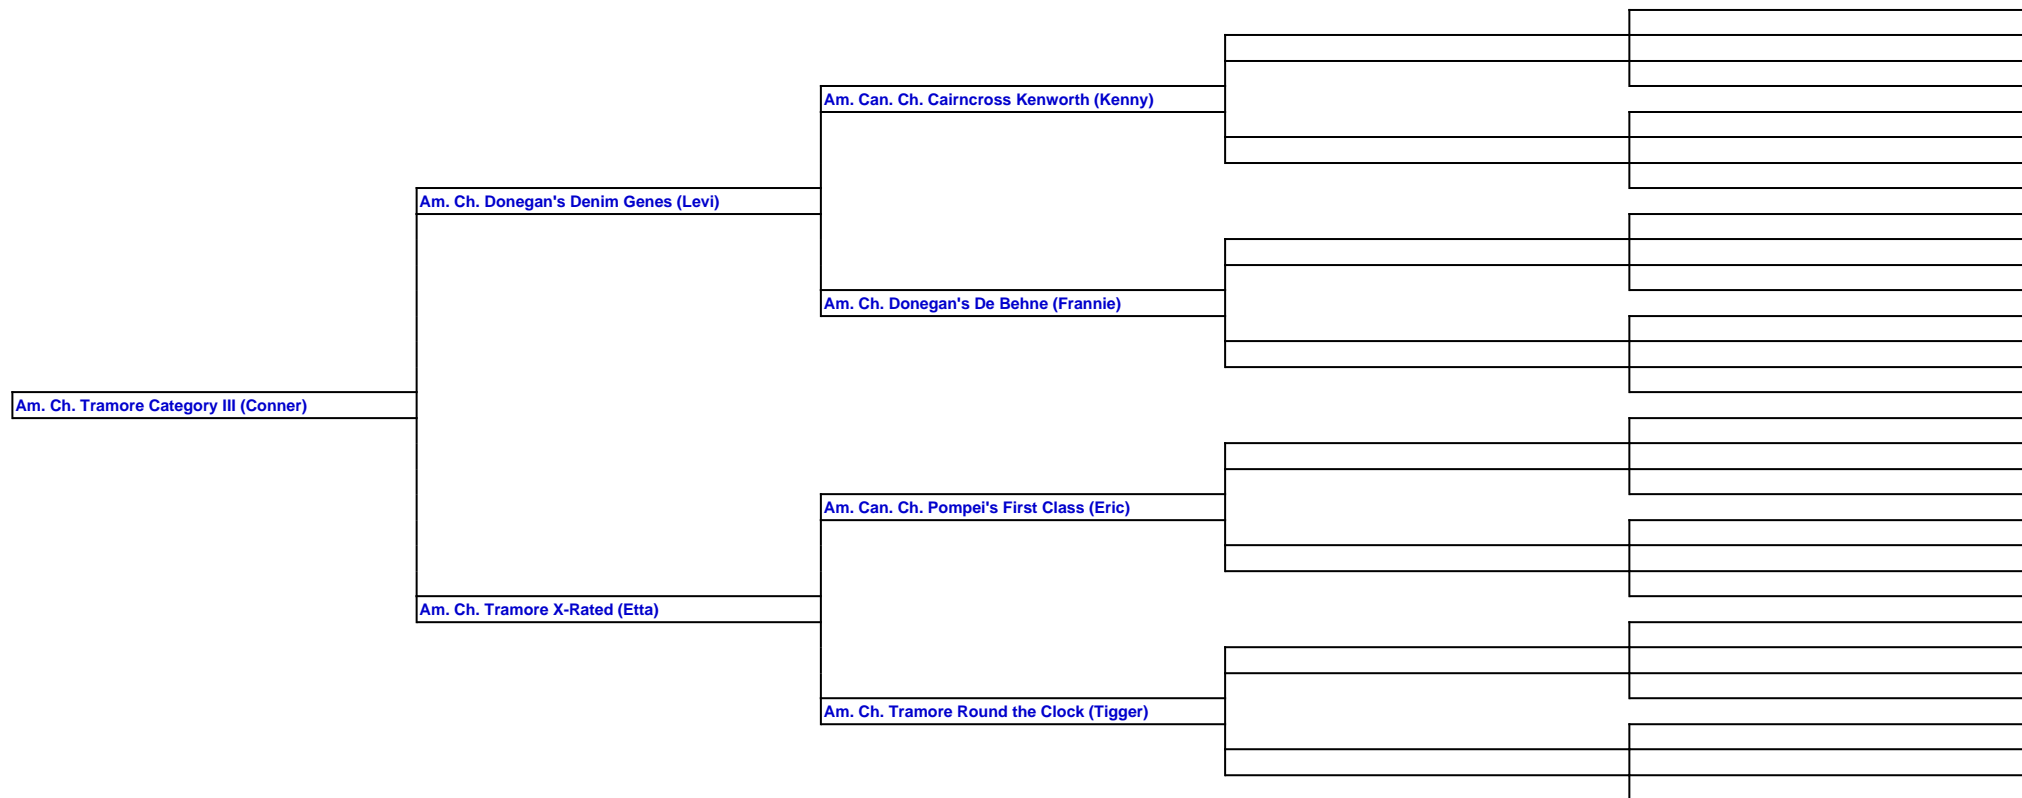 Am. Can. Ch. Cairncross Kenworth (Kenny)
Am. Ch. Donegan's Denim Genes (Levi)
Am. Ch. Donegan's De Behne (Frannie)
Am. Ch. Tramore Category III (Conner)
Am. Can. Ch. Pompei's First Class (Eric)
Am. Ch. Tramore X-Rated (Etta)
Am. Ch. Tramore Round the Clock (Tigger)